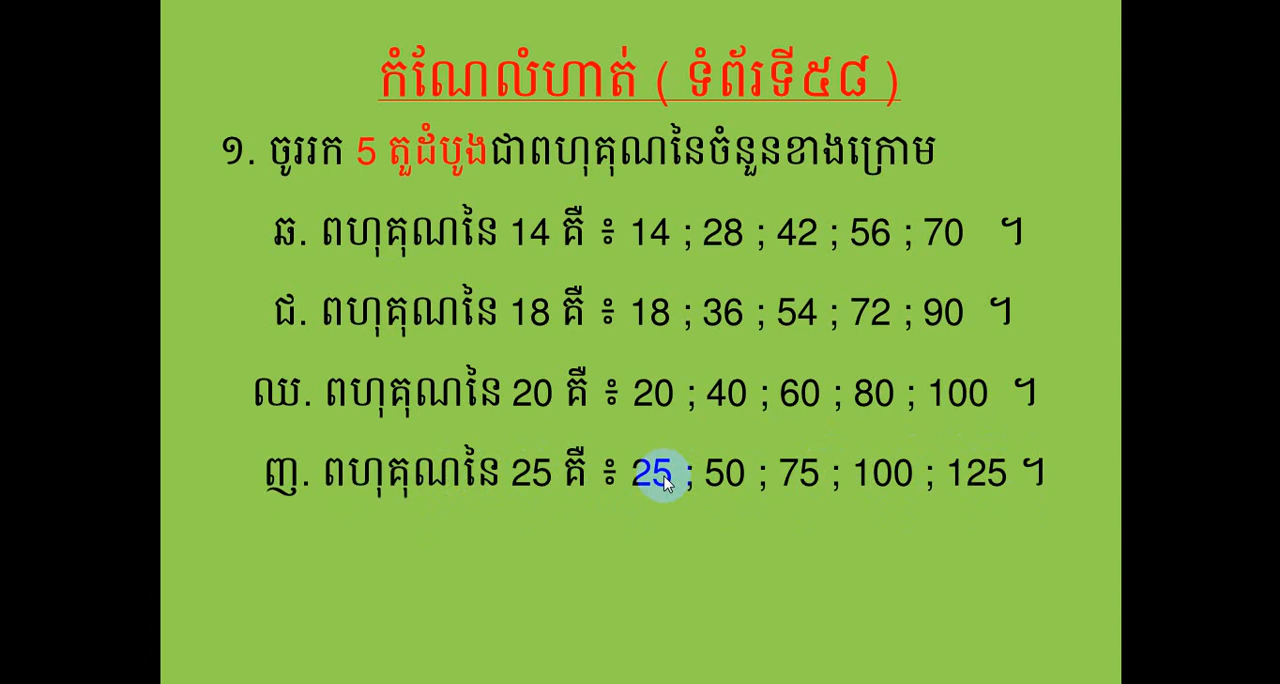 កំណែលំហាត់ ( ទំព័រទី៥៨ )
១. ចូររក 5 តួដំបូងជាពហុគុណនៃចំនួនខាងក្រោម
ឆ. ពហុគុណនៃ 14 គឺ ៖ 14 ; 28 ; 42 ; 56 ; 70 ។
ជ. ពហុគុណនៃ 18 គឺ ៖ 18 ; 36 ; 54 ; 72 ; 90 ។
ឈ. ពហុគុណនៃ 20 គឺ ៖ 20 ; 40 ; 60 ; 80 ; 100 ។
ញ. ពហុគុណនៃ 25 គឺ ៖ 25 ; 50 ; 75 ; 100 ; 125 ។